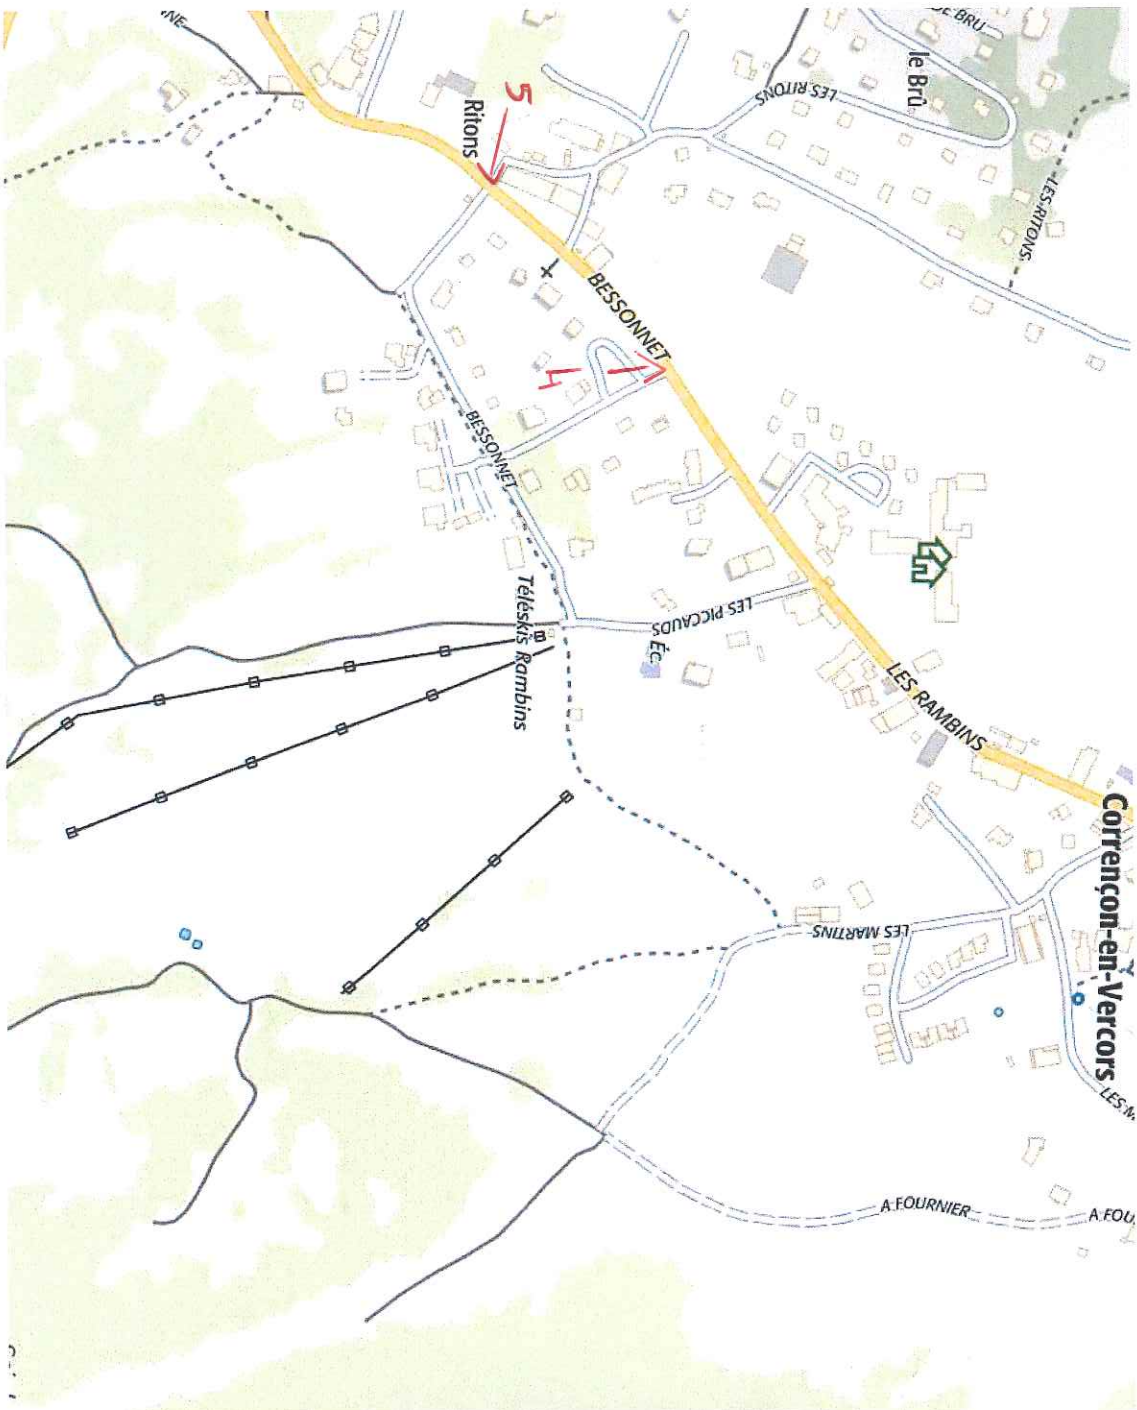 DE BRU
le Brû
LES RITONS
LES RITONS
5
Ritons
BESSONNET
4
BESSONNET
LES PICCAUDS
Éc.
Téléskis Rambins
LES RAMBINS
Corrençon-en-Vercors
LES MARTINS
LES M
A FOURNIER
A FOU